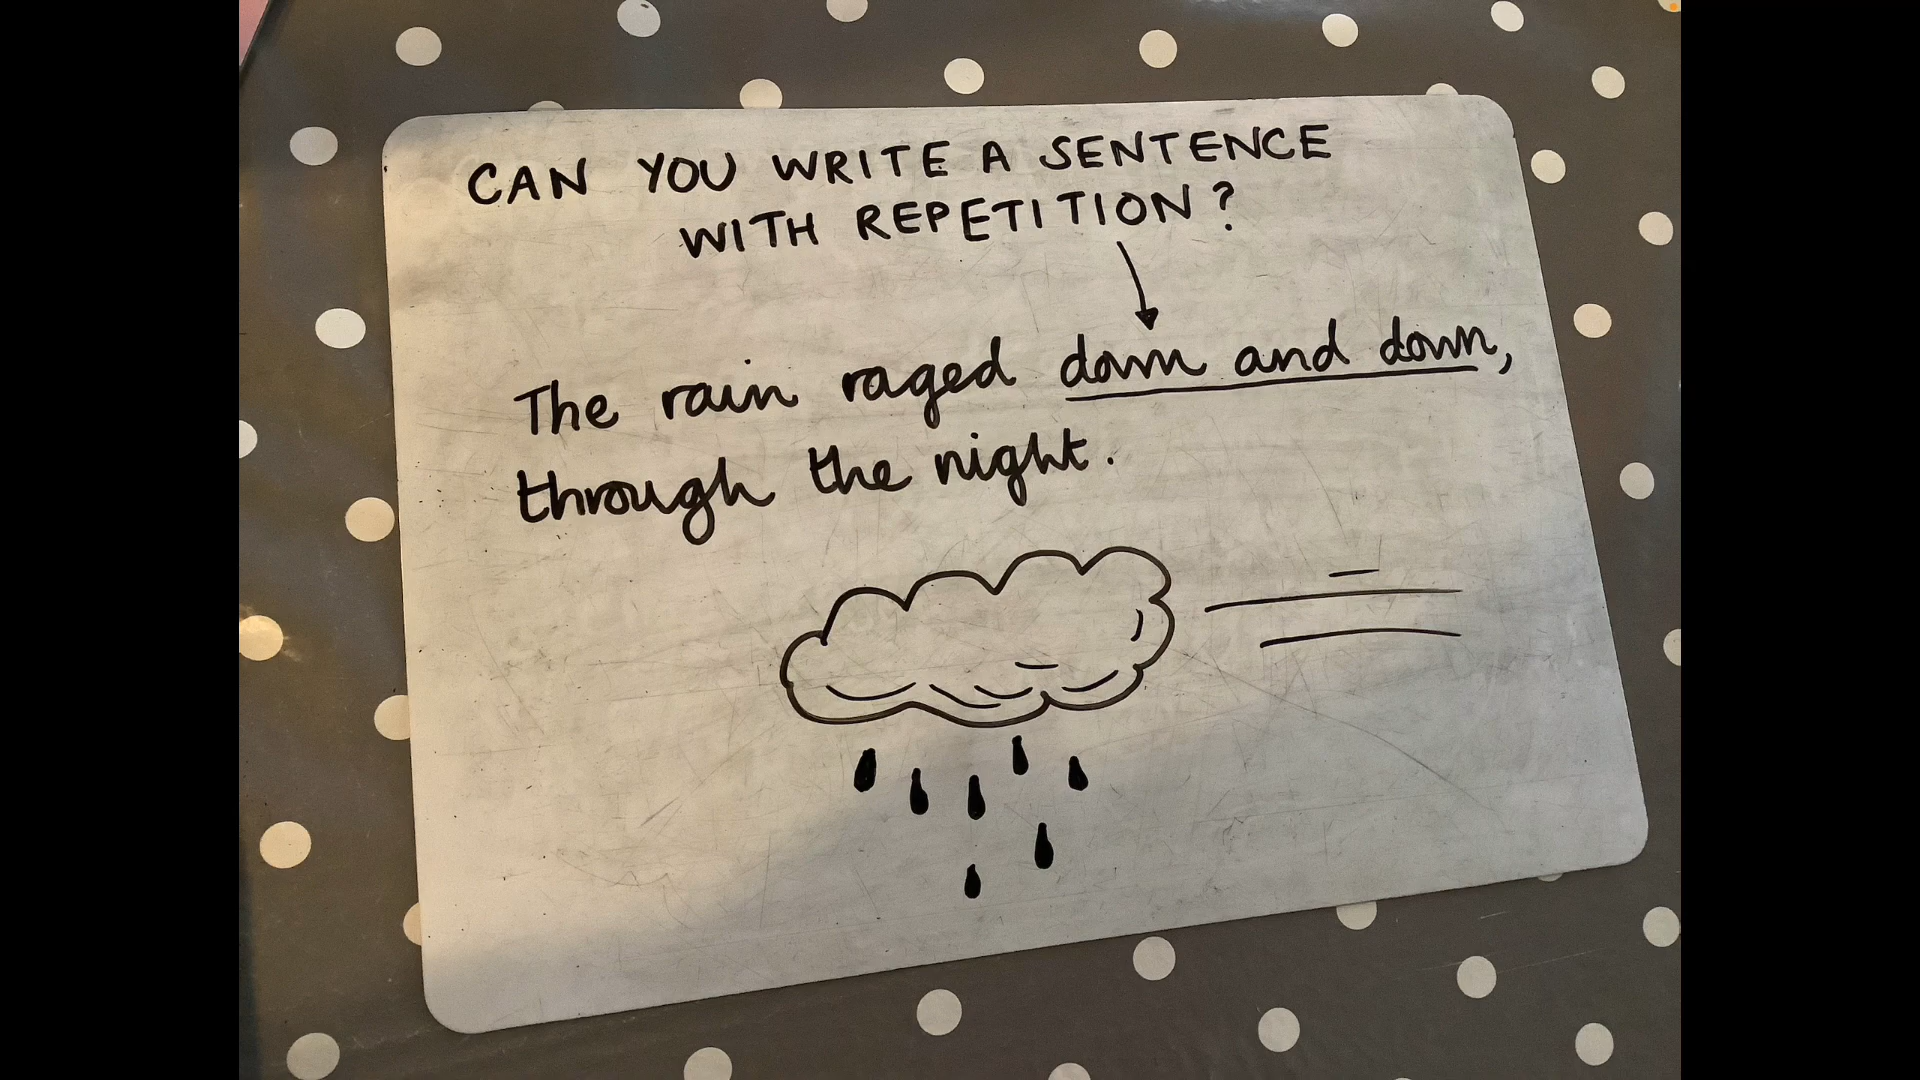 CAN YOU WRITE A SENTENCE
WITH REPETITION?
The rain raged down and down,
through the night.